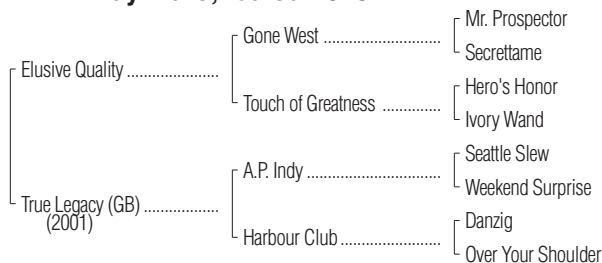 Mr. Prospector
Gone West
Secrettame
Elusive Quality
Hero's Honor
Touch of Greatness
Ivory Wand
Seattle Slew
A.P. Indy
Weekend Surprise
True Legacy (GB)
(2001)
Danzig
Harbour Club
Over Your Shoulder